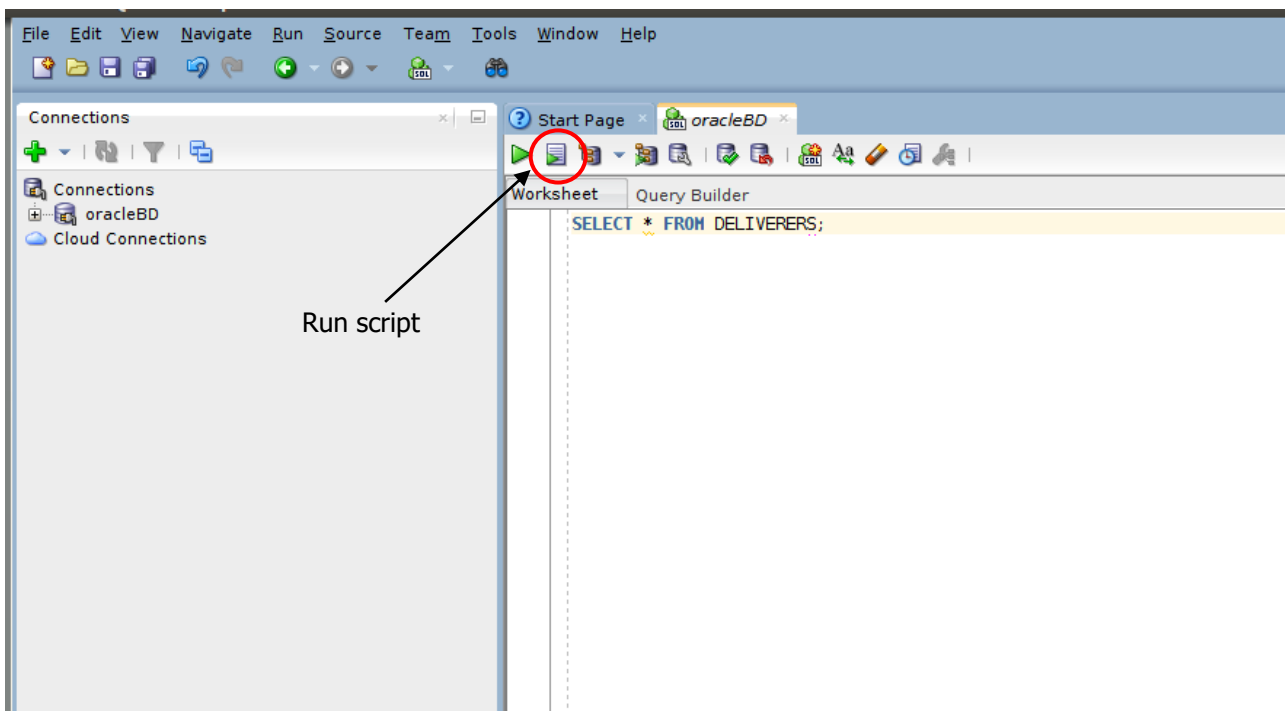 File Edit View Navigate Run Source Team Tools Window Help
Connections
Start Page oracleBD
Worksheet Query Builder
Connections
oracleBD
Cloud Connections
SELECT * FROM DELIVERERS;
Run script